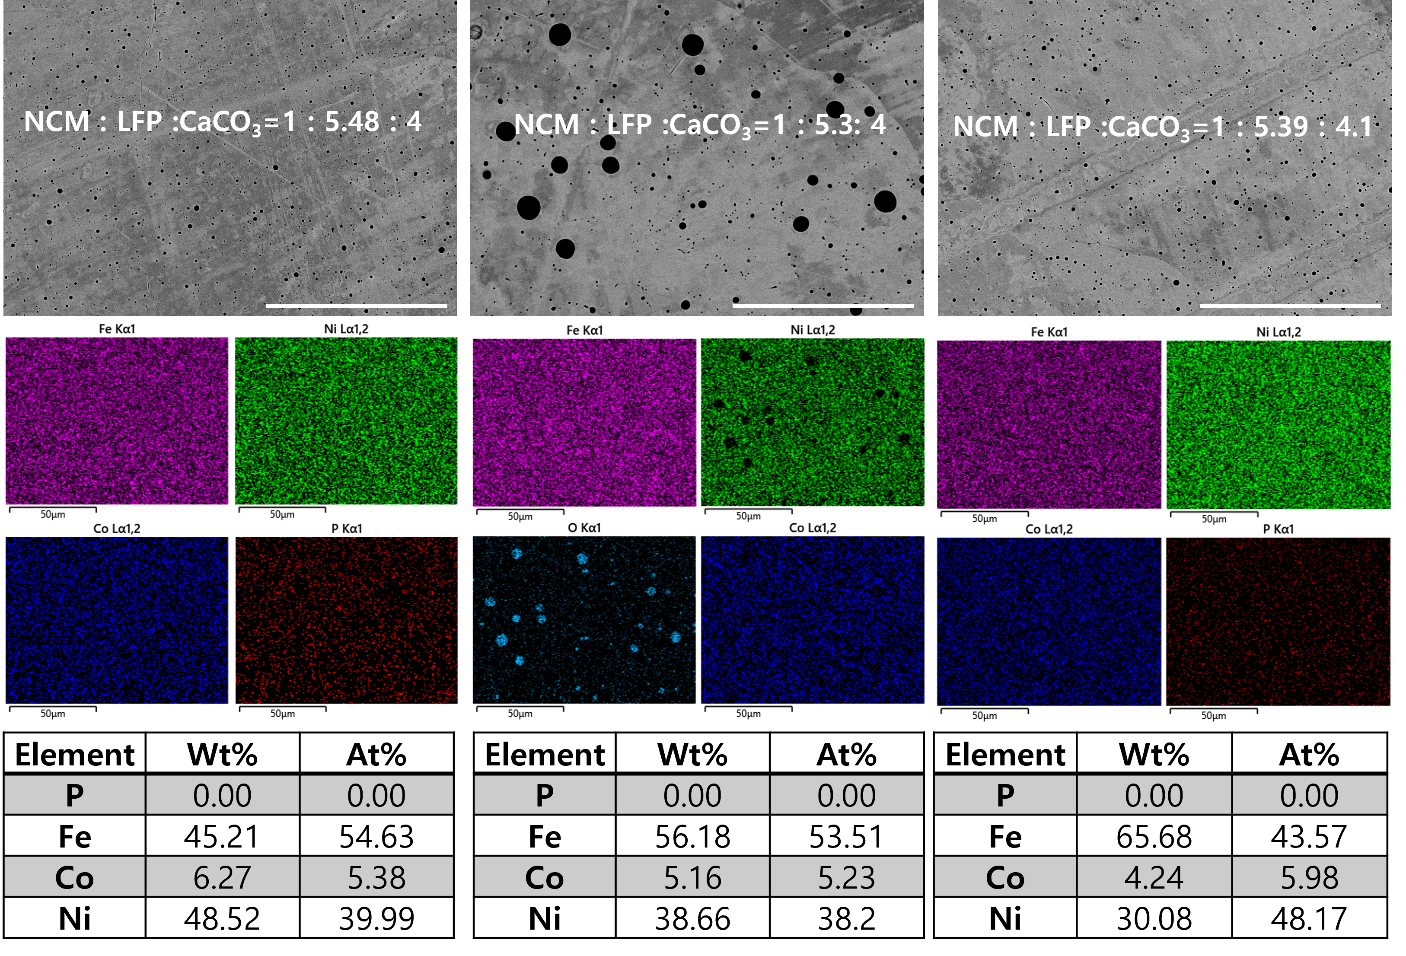 NCM : LFP :CaCO₃=1 : 5.48 : 4
NCM : LFP :CaCO₃=1 : 5.3: 4
NCM : LFP :CaCO₃=1 : 5.39 : 4.1
Fe Kα1
Ni Lα1,2
Fe Kα1
Ni Lα1,2
Fe Kα1
Ni Lα1,2
50μm
50μm
50μm
50μm
50μm
50μm
Co Lα1,2
P Kα1
O Kα1
Co Lα1,2
Co Lα1,2
P Kα1
50μm
50μm
50μm
50μm
50μm
50μm
Element Wt% At%
P 0.00 0.00
Fe 45.21 54.63
Co 6.27 5.38
Ni 48.52 39.99
Element Wt% At%
P 0.00 0.00
Fe 56.18 53.51
Co 5.16 5.23
Ni 38.66 38.2
Element Wt% At%
P 0.00 0.00
Fe 65.68 43.57
Co 4.24 5.98
Ni 30.08 48.17